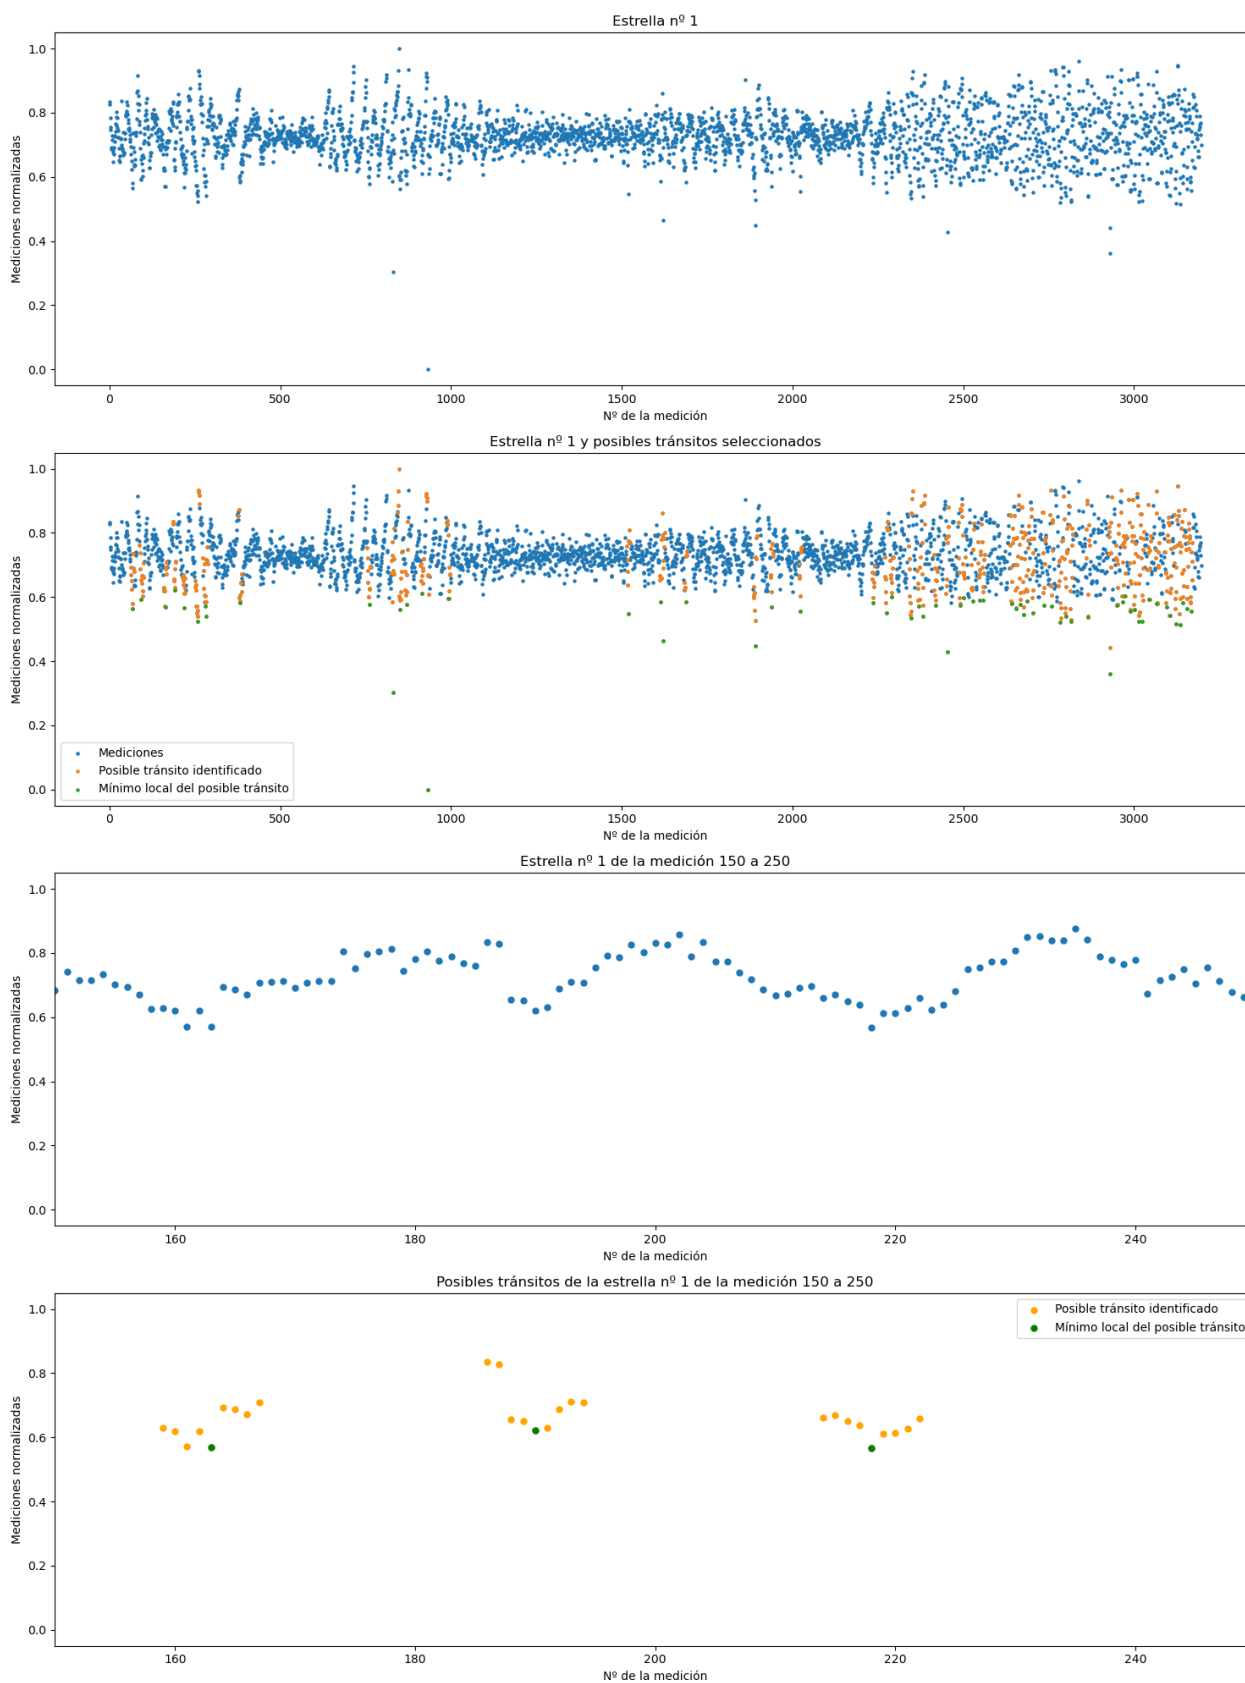 Estrella nº 1
1.0
0.8
0.6
0.4
0.2
0.0
Mediciones normalizadas
0 500 1000 1500 2000 2500 3000
Nº de la medición
Estrella nº 1 y posibles tránsitos seleccionados
1.0
0.8
0.6
0.4
0.2
0.0
Mediciones normalizadas
Mediciones
Posible tránsito identificado
Mínimo local del posible tránsito
0 500 1000 1500 2000 2500 3000
Nº de la medición
Estrella nº 1 de la medición 150 a 250
1.0
0.8
0.6
0.4
0.2
0.0
Mediciones normalizadas
160 180 200 220 240
Nº de la medición
Posibles tránsitos de la estrella nº 1 de la medición 150 a 250
Posible tránsito identificado
Mínimo local del posible tránsito
1.0
0.8
0.6
0.4
0.2
0.0
Mediciones normalizadas
160 180 200 220 240
Nº de la medición